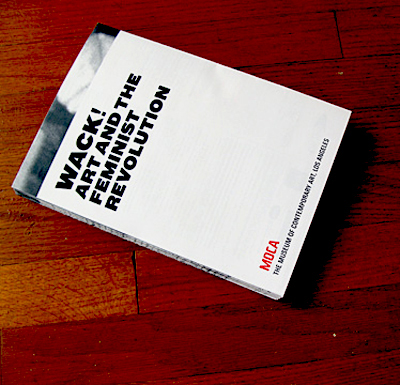 WACK!
ART AND THE
FEMINIST
REVOLUTION
MOCA
THE MUSEUM OF CONTEMPORARY ART, LOS ANGELES